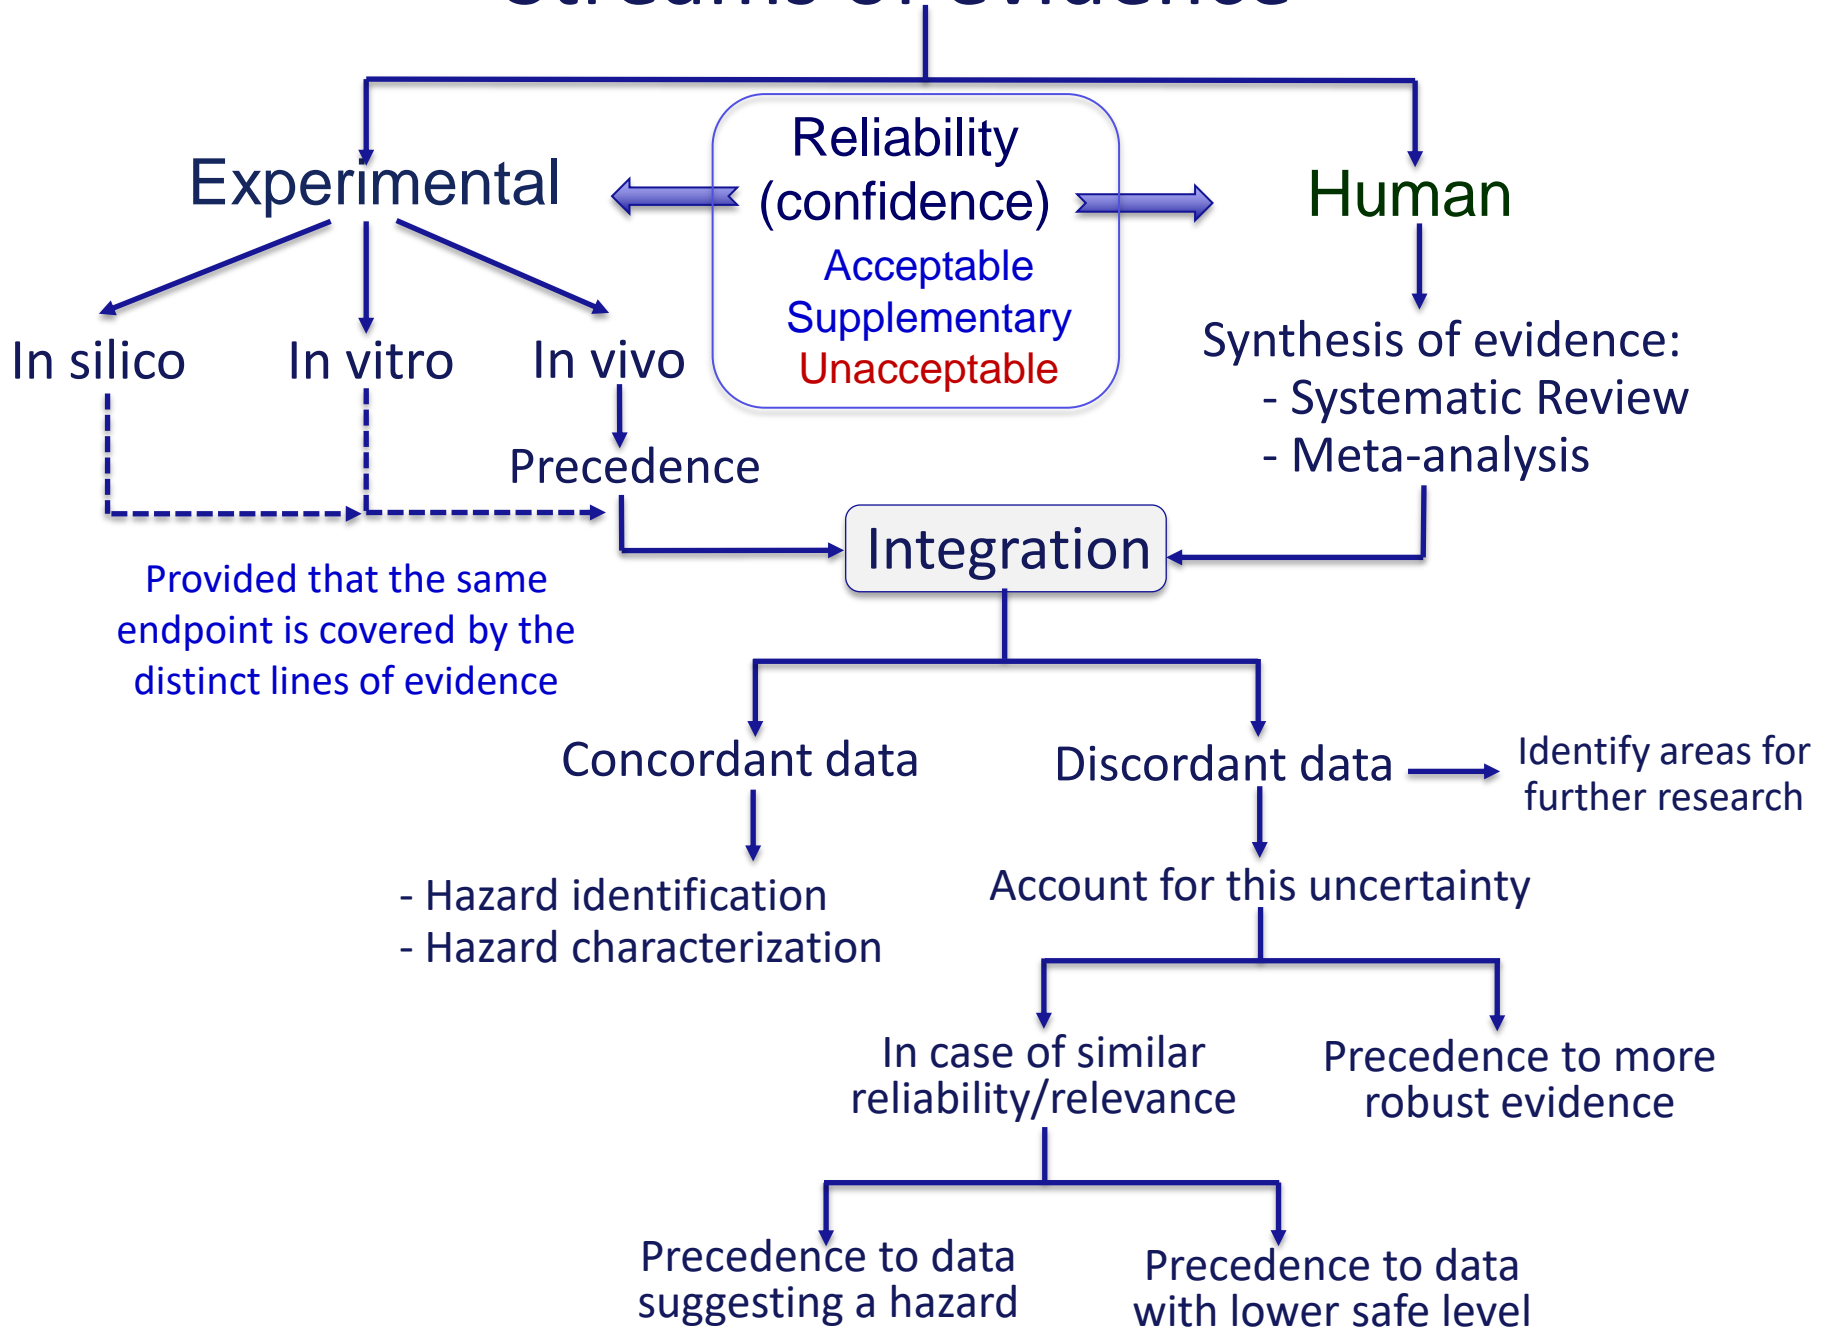 Streams of evidence
Reliability
(confidence)
Acceptable
Supplementary
Unacceptable
Experimental
Human
In silico
In vitro
In vivo
Precedence
Synthesis of evidence:
- Systematic Review
- Meta-analysis
Provided that the same
endpoint is covered by the
distinct lines of evidence
Integration
Concordant data
Discordant data
Identify areas for
further research
- Hazard identification
- Hazard characterization
Account for this uncertainty
In case of similar
reliability/relevance
Precedence to more
robust evidence
Precedence to data
suggesting a hazard
Precedence to data
with lower safe level